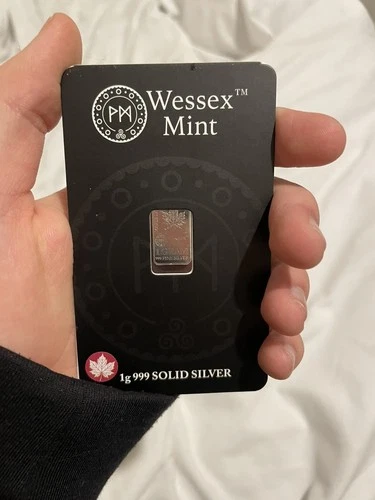 Wessex™
Mint
1g 999 SOLID SILVER